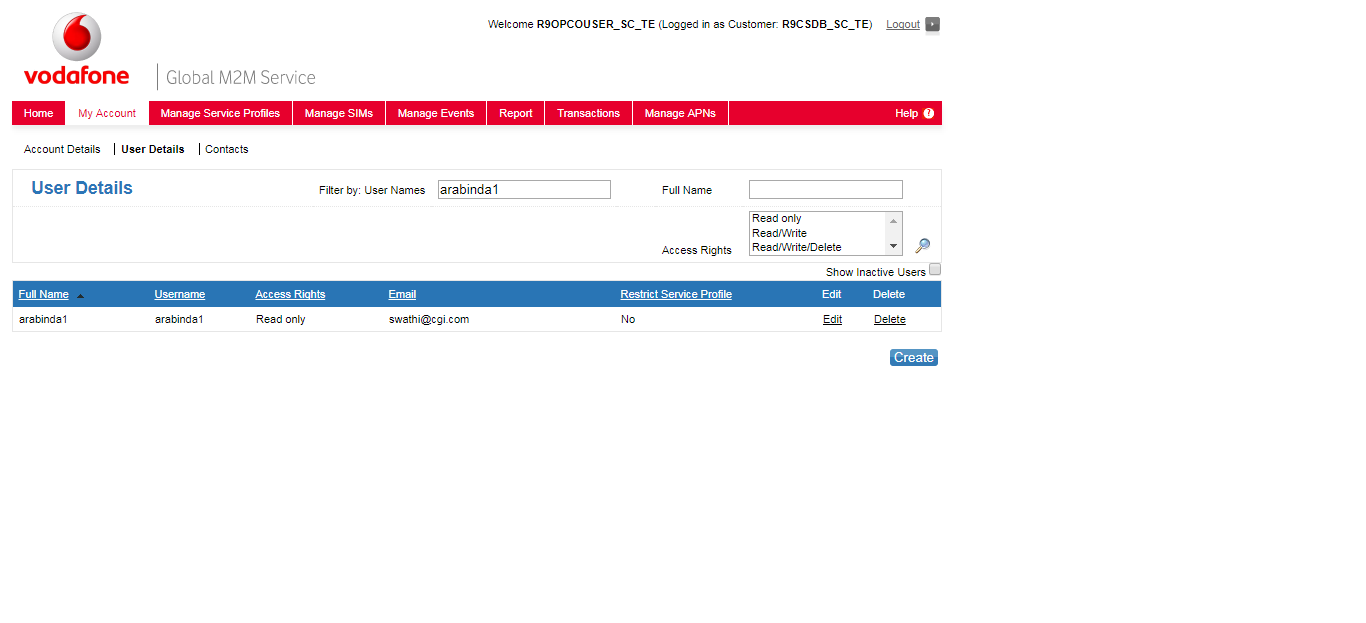 Welcome R9OPCOUSER_SC_TE (Logged in as Customer: R9CSDB_SC_TE) Logout
vodafone Global M2M Service
Home My Account Manage Service Profiles Manage SIMs Manage Events Report Transactions Manage APNs Help ?
Account Details User Details Contacts
User Details Filter by: User Names arabinda1 Full Name
Read only
Read/Write
Access Rights Read/Write/Delete
Show Inactive Users
Full Name Username Access Rights Email Restrict Service Profile Edit Delete
arabinda1 arabinda1 Read only swathi@cgi.com No Edit Delete
Create